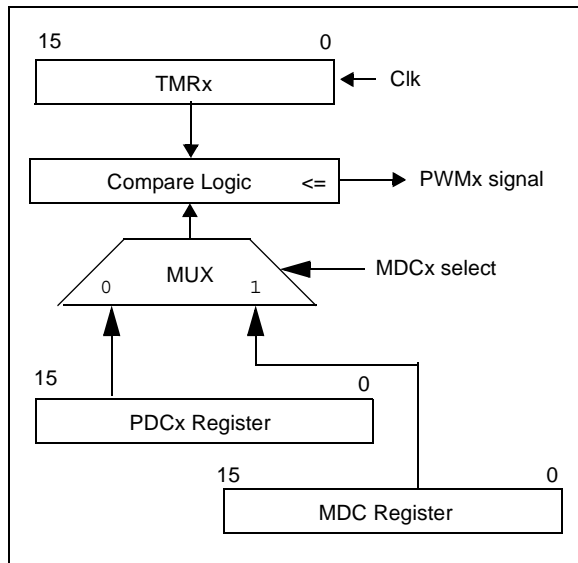 15 0
TMRx
Clk
Compare Logic <=
PWMx signal
MUX
0 1
MDCx select
15 0
PDCx Register
15 0
MDC Register